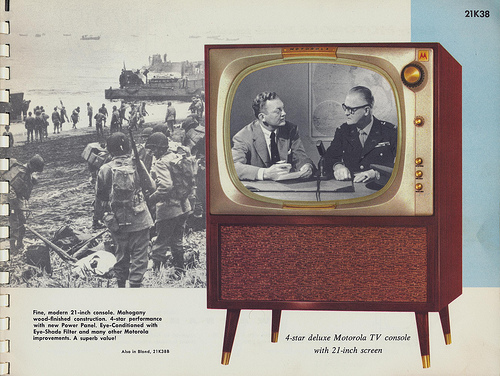 21K38
MOTOROLA
M
Fine, modern 21-inch console. Mahogany
wood-finished construction. 4-star performance
with new Power Panel. Eye-Conditioned with
Eye-Shade Filter and many other Motorola
improvements. A superb value!
Also in Blond, 21K38B
4-star deluxe Motorola TV console
with 21-inch screen